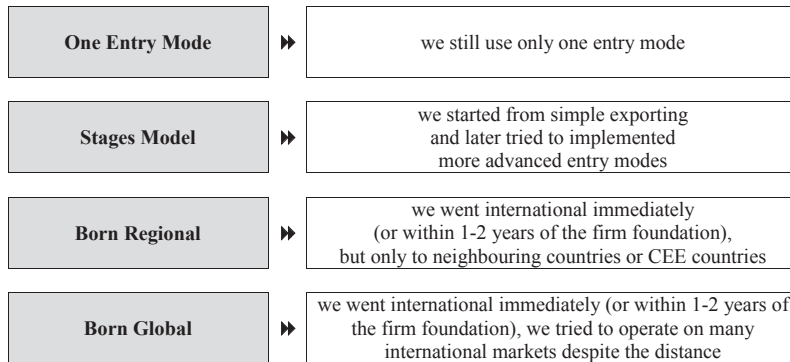 One Entry Mode
we still use only one entry mode
Stages Model
we started from simple exporting
and later tried to implemented
more advanced entry modes
Born Regional
we went international immediately
(or within 1-2 years of the firm foundation),
but only to neighbouring countries or CEE countries
Born Global
we went international immediately (or within 1-2 years of
the firm foundation), we tried to operate on many
international markets despite the distance